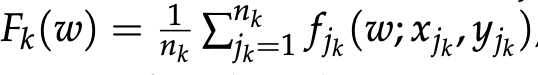 F_k(w) = \frac{1}{n_k} \sum_{j_k=1}^{n_k} f_{j_k}(w; x_{j_k}, y_{j_k}),